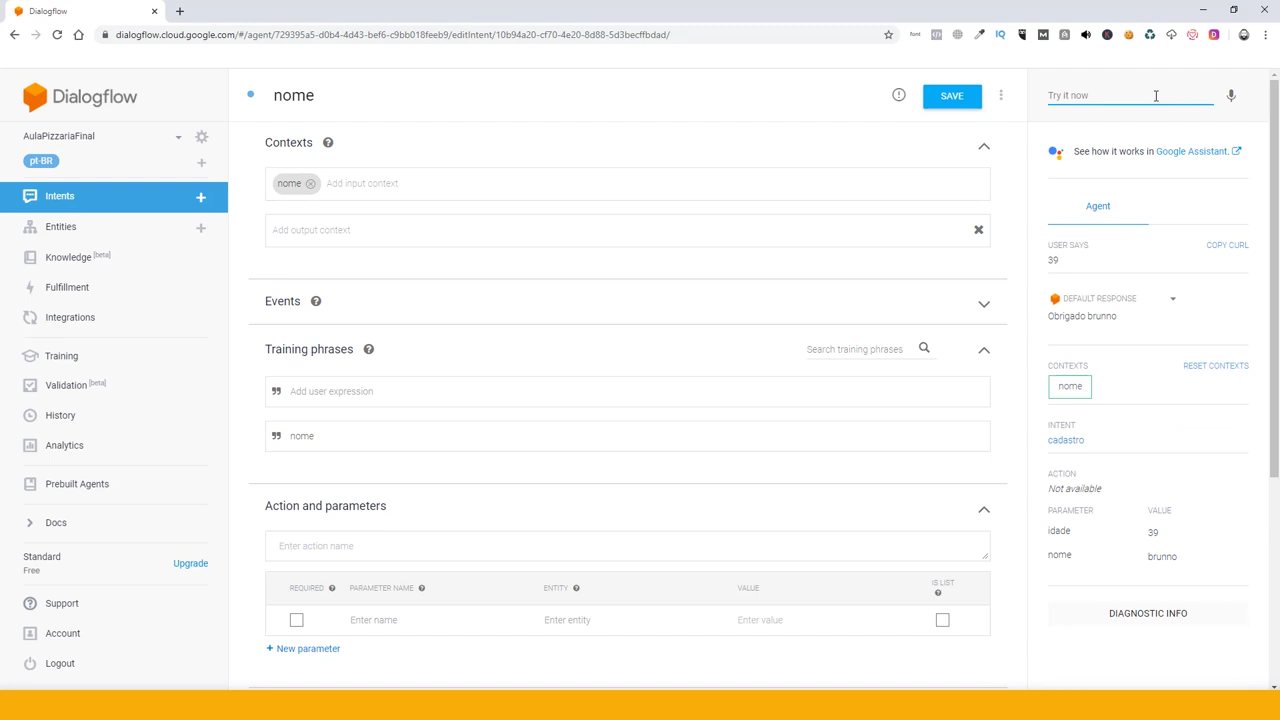 Dialogflow
dialogflow.cloud.google.com/#/agent/729395a5-d0b4-4d43-bef6-c9bb018feeb9/editIntent/10b94a20-cf70-4e20-8d88-5d3becffbdad/
Dialogflow
AulaPizzariaFinal
pt-BR
Intents
Entities
Knowledge [beta]
Fulfillment
Integrations
Training
Validation [beta]
History
Analytics
Prebuilt Agents
Docs
Standard
Free
Upgrade
Support
Account
Logout
nome
SAVE
Contexts
nome Add input context
Add output context
Events
Training phrases
Search training phrases
Add user expression
nome
Action and parameters
Enter action name
REQUIRED PARAMETER NAME ENTITY VALUE IS LIST
Enter name Enter entity Enter value
+ New parameter
Try it now
See how it works in Google Assistant.
Agent
USER SAYS COPY CURL
39
DEFAULT RESPONSE
Obrigado brunno
CONTEXTS RESET CONTEXTS
nome
INTENT
cadastro
ACTION
Not available
PARAMETER VALUE
idade 39
nome brunno
DIAGNOSTIC INFO